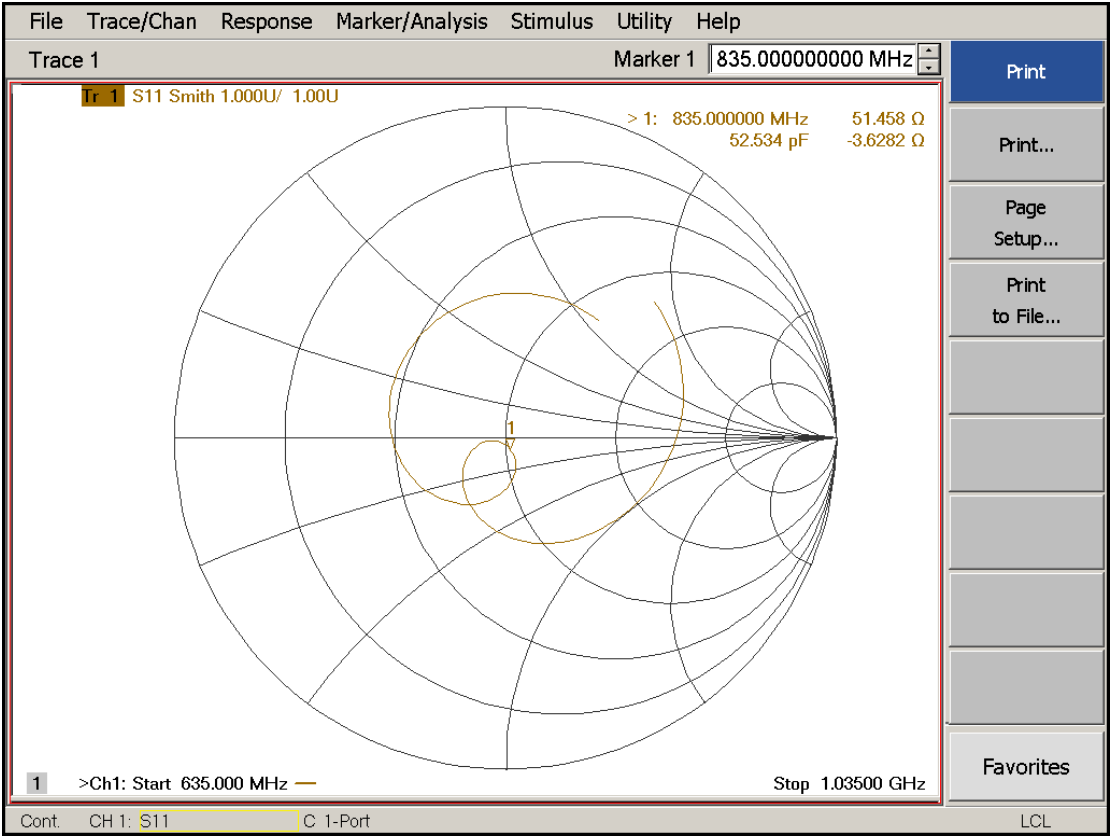 File Trace/Chan Response Marker/Analysis Stimulus Utility Help
Trace 1 Marker 1 835.000000000 MHz
Tr 1 S11 Smith 1.000U/ 1.00U
> 1: 835.000000 MHz 51.458 Ω
52.534 pF -3.6282 Ω
1
1 >Ch1: Start 635.000 MHz Stop 1.03500 GHz
Cont. CH 1: S11 C 1-Port LCL
Print
Print...
Page
Setup...
Print
to File...
Favorites